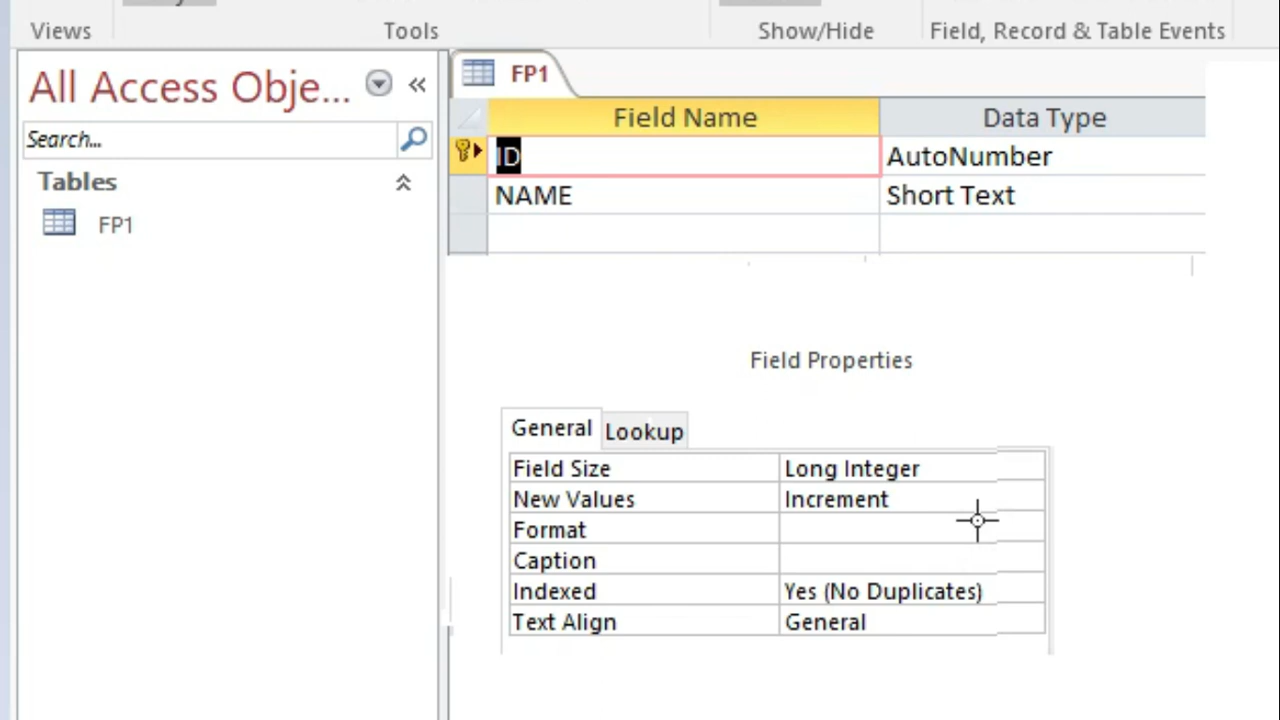 Views Tools Show/Hide Field, Record & Table Events
All Access Obje...
Search...
Tables
FP1
FP1
Field Name Data Type
ID AutoNumber
NAME Short Text
Field Properties
General Lookup
Field Size Long Integer
New Values Increment
Format
Caption
Indexed Yes (No Duplicates)
Text Align General